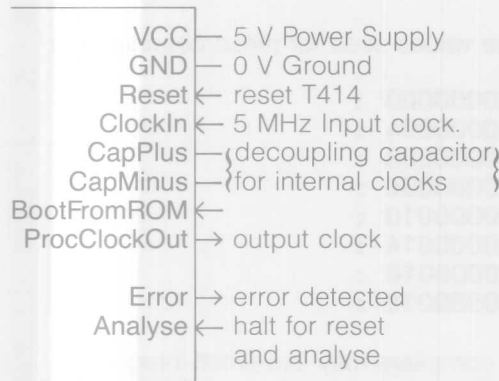 VCC 5 V Power Supply
GND 0 V Ground
Reset reset T414
ClockIn 5 MHz Input clock.
CapPlus decoupling capacitor
CapMinus for internal clocks
BootFromROM
ProcClockOut output clock
Error error detected
Analyse halt for reset
and analyse